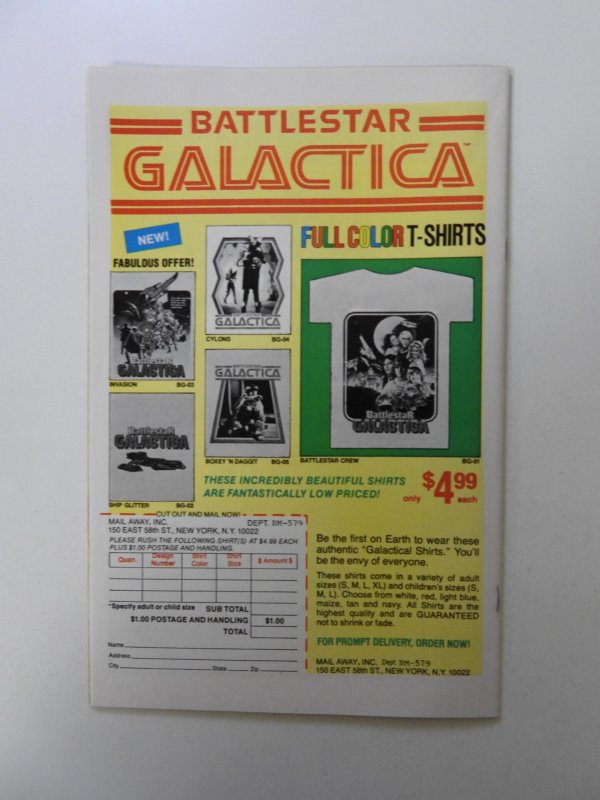 BATTLESTAR
GALACTICA™
NEW!
FABULOUS OFFER!
FULL COLOR T-SHIRTS
Battlestar
GALACTICA
INVASION BG-03
GALACTICA
CYLONS BG-04
Battlestar
GALACTICA
SHIP GLITTER BG-02
GALACTICA
BOXEY 'N DAGGIT BG-06
BattlestaR
GALACTICA
BATTLESTAR CREW BG-01
THESE INCREDIBLY BEAUTIFUL SHIRTS
ARE FANTASTICALLY LOW PRICED!
only $4.99 each
CUT OUT AND MAIL NOW!
MAIL AWAY, INC. DEPT. BM-579
150 EAST 58th ST., NEW YORK, N.Y. 10022
PLEASE RUSH THE FOLLOWING SHIRT(S) AT $4.99 EACH
PLUS $1.00 POSTAGE AND HANDLING.
Quan. Design Number Shirt Color Shirt Size $ Amount $
*Specify adult or child size SUB TOTAL
$1.00 POSTAGE AND HANDLING $1.00
TOTAL
Name
Address
City State Zip
Be the first on Earth to wear these
authentic "Galactical Shirts." You'll
be the envy of everyone.
These shirts come in a variety of adult
sizes (S, M, L, XL) and children's sizes (S,
M, L). Choose from white, red, light blue,
maize, tan and navy. All Shirts are the
highest quality and are GUARANTEED
not to shrink or fade.
FOR PROMPT DELIVERY, ORDER NOW!
MAIL AWAY, INC. Dept. BM-579
150 EAST 58th ST., NEW YORK, N.Y. 10022